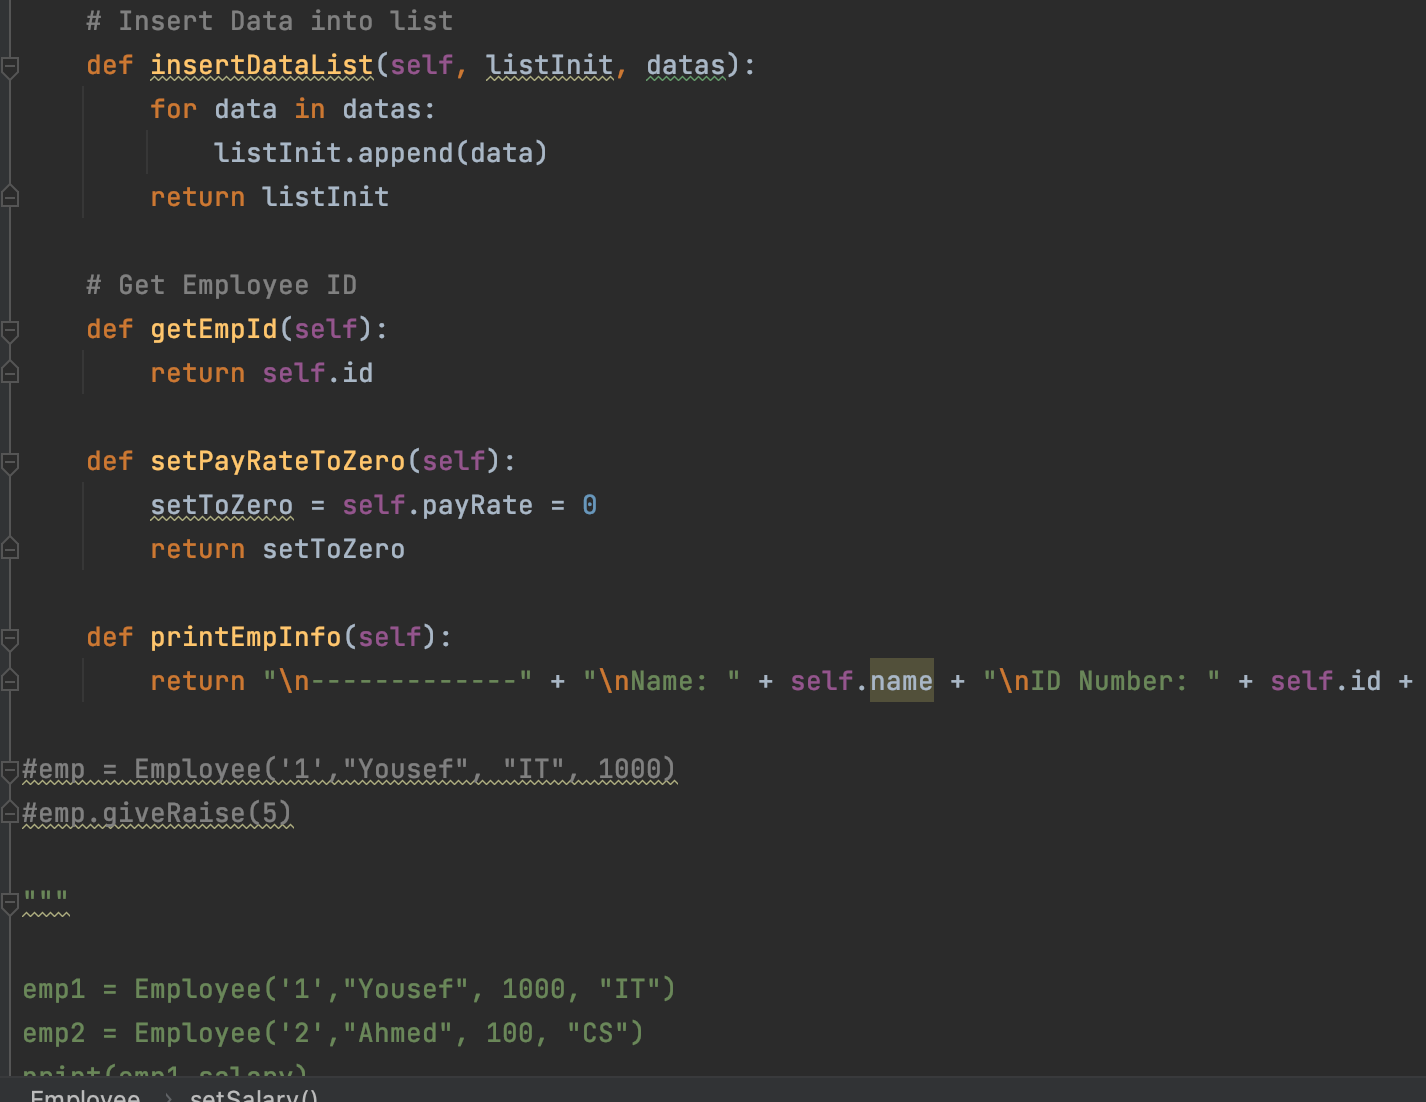 # Insert Data into list
def insertDataList(self, listInit, datas):
for data in datas:
listInit.append(data)
return listInit
# Get Employee ID
def getEmpId(self):
return self.id
def setPayRateToZero(self):
setToZero = self.payRate = 0
return setToZero
def printEmpInfo(self):
return "\n-------------" + "\nName: " + self.name + "\nID Number: " + self.id +
#emp = Employee('1',"Yousef", "IT", 1000)
#emp.giveRaise(5)
"""
emp1 = Employee('1',"Yousef", 1000, "IT")
emp2 = Employee('2',"Ahmed", 100, "CS")
print(emp1.salary)
Employee › setSalary()